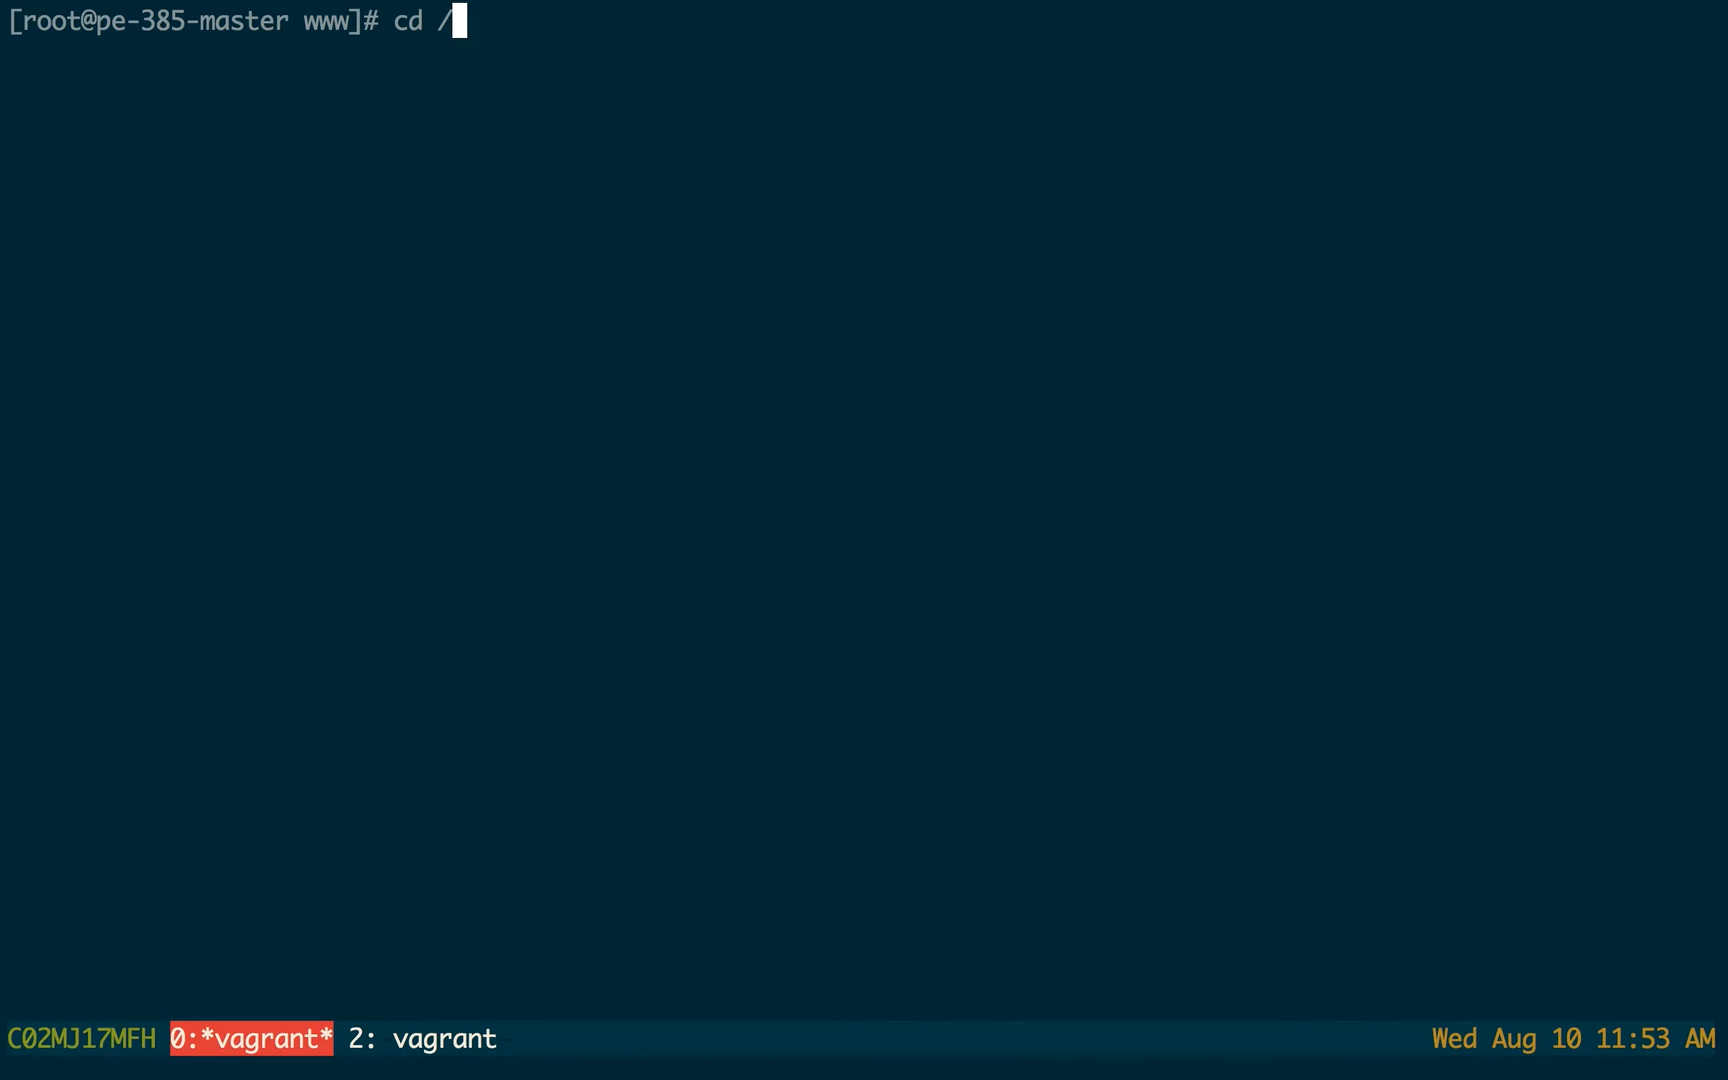 [root@pe-385-master www]# cd /
C02MJ17MFH 0:*vagrant* 2: vagrant Wed Aug 10 11:53 AM